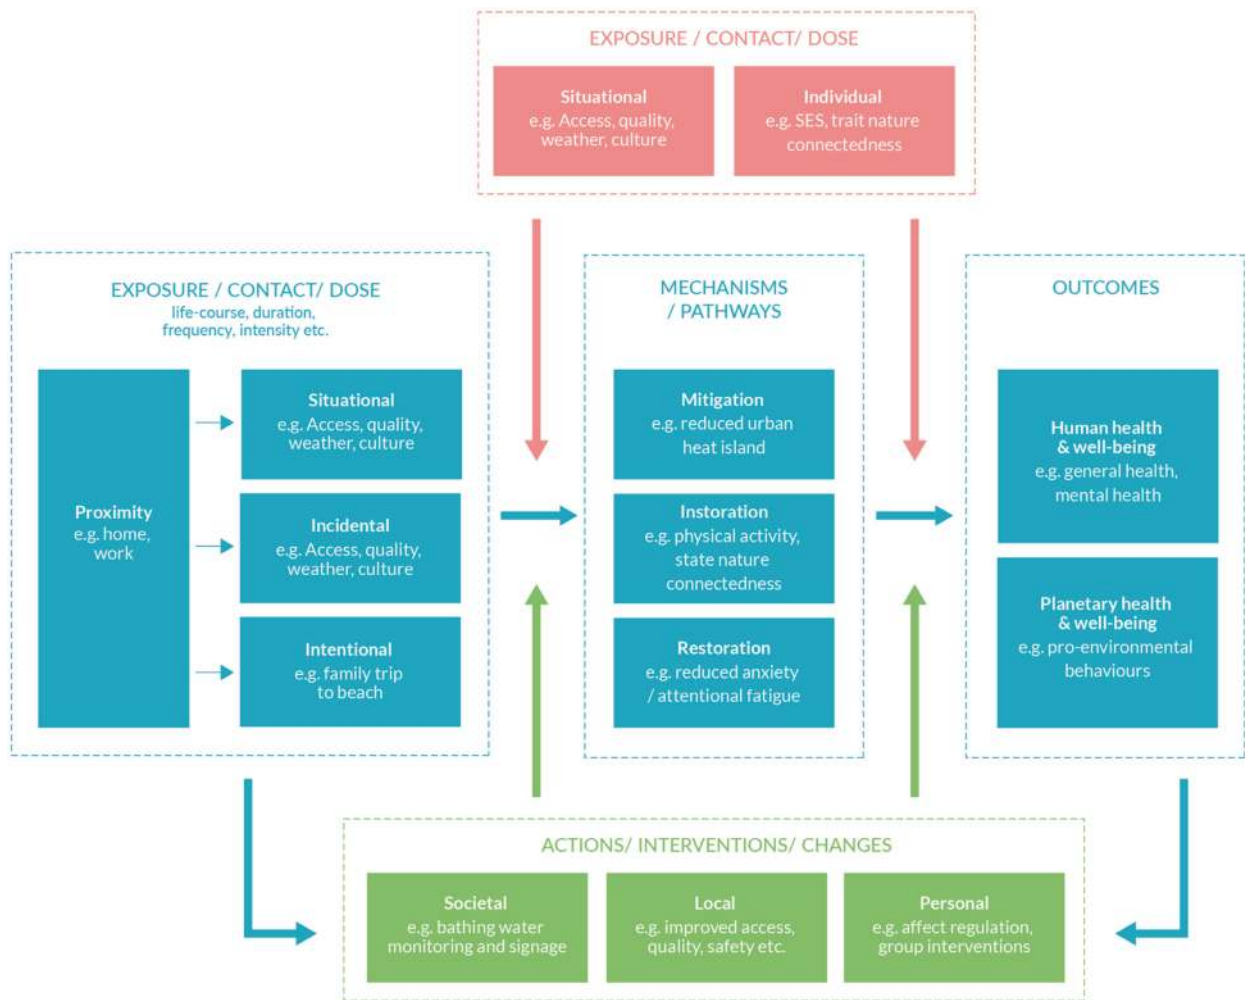 EXPOSURE / CONTACT/ DOSE
Situational
e.g. Access, quality,
weather, culture
Individual
e.g. SES, trait nature
connectedness
EXPOSURE / CONTACT/ DOSE
life-course, duration,
frequency, intensity etc.
Proximity
e.g. home,
work
Situational
e.g. Access, quality,
weather, culture
Incidental
e.g. Access, quality,
weather, culture
Intentional
e.g. family trip
to beach
MECHANISMS
/ PATHWAYS
Mitigation
e.g. reduced urban
heat island
Instoration
e.g. physical activity,
state nature
connectedness
Restoration
e.g. reduced anxiety
/ attentional fatigue
OUTCOMES
Human health
& well-being
e.g. general health,
mental health
Planetary health
& well-being
e.g. pro-environmental
behaviours
ACTIONS/ INTERVENTIONS/ CHANGES
Societal
e.g. bathing water
monitoring and signage
Local
e.g. improved access,
quality, safety etc.
Personal
e.g. affect regulation,
group interventions